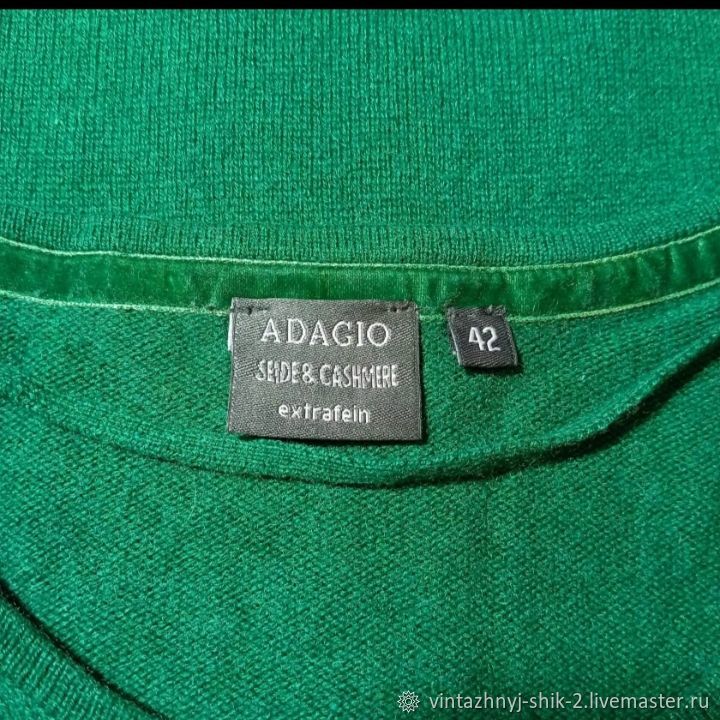 ADAGIO
SEIDE & CASHMERE
extrafein
42
vintazhnyj-shik-2.livemaster.ru